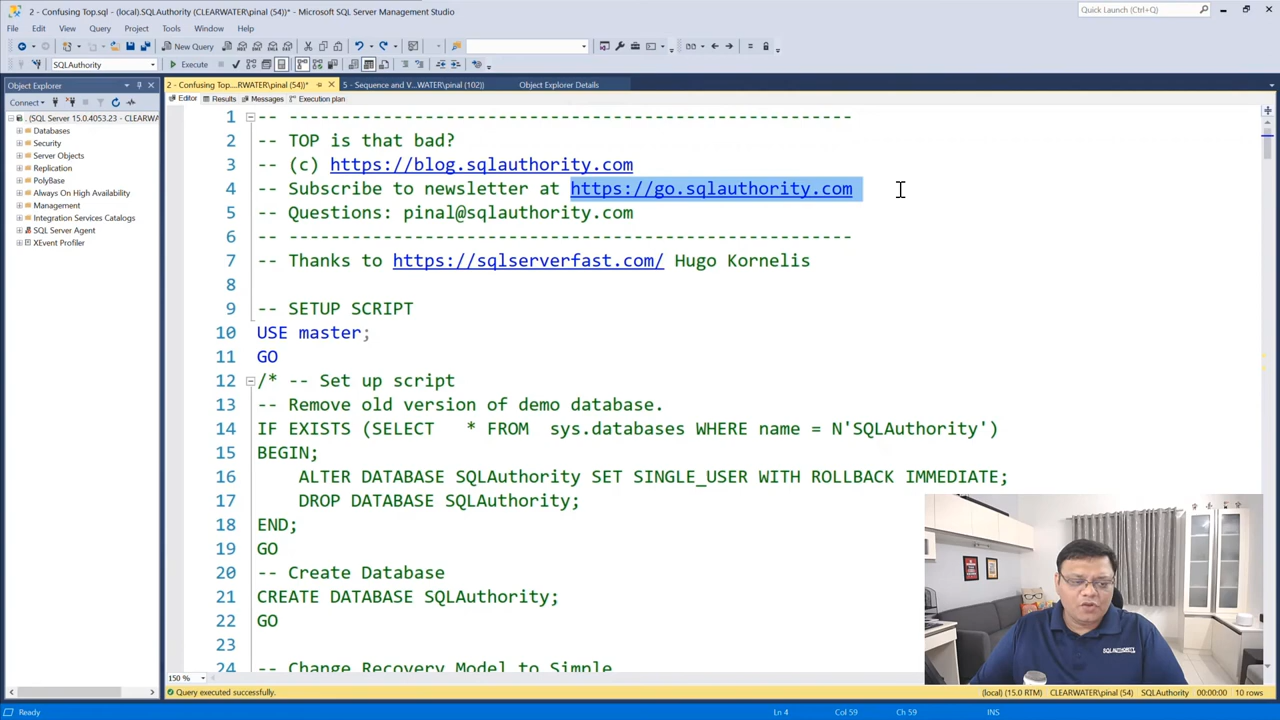 2 - Confusing Top.sql - (local).SQLAuthority (CLEARWATER\pinal (54))* - Microsoft SQL Server Management Studio
Quick Launch (Ctrl+Q)
File Edit View Query Project Tools Window Help
New Query
SQLAuthority Execute
Object Explorer
2 - Confusing Top....RWATER\pinal (54))* 5 - Sequence and V...WATER\pinal (102)) Object Explorer Details
Connect
Editor Results Messages Execution plan
. (SQL Server 15.0.4053.23 - CLEARWA
Databases
Security
Server Objects
Replication
PolyBase
Always On High Availability
Management
Integration Services Catalogs
SQL Server Agent
XEvent Profiler
1 -- ------------------------------------------------------
2 -- TOP is that bad?
3 -- (c) https://blog.sqlauthority.com
4 -- Subscribe to newsletter at https://go.sqlauthority.com
5 -- Questions: pinal@sqlauthority.com
6 -- ------------------------------------------------------
7 -- Thanks to https://sqlserverfast.com/ Hugo Kornelis
8
9 -- SETUP SCRIPT
10 USE master;
11 GO
12 /* -- Set up script
13 -- Remove old version of demo database.
14 IF EXISTS (SELECT * FROM sys.databases WHERE name = N'SQLAuthority')
15 BEGIN;
16 ALTER DATABASE SQLAuthority SET SINGLE_USER WITH ROLLBACK IMMEDIATE;
17 DROP DATABASE SQLAuthority;
18 END;
19 GO
20 -- Create Database
21 CREATE DATABASE SQLAuthority;
22 GO
23
24 -- Change Recovery Model to Simple
SQLAUTHORITY
150 %
Query executed successfully. (local) (15.0 RTM) CLEARWATER\pinal (54) SQLAuthority 00:00:00 10 rows
Ready Ln 4 Col 59 Ch 59 INS